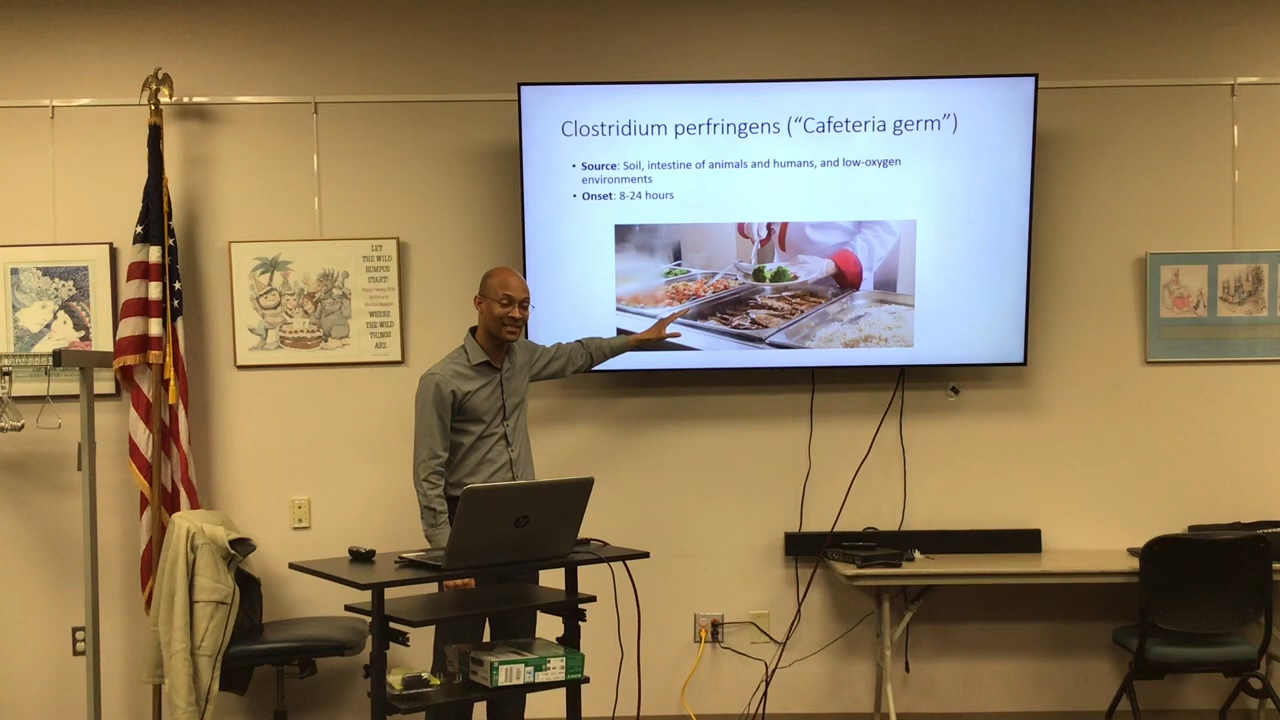 Clostridium perfringens (“Cafeteria germ”)
• Source: Soil, intestine of animals and humans, and low-oxygen
environments
• Onset: 8-24 hours
LET
THE WILD
RUMPUS
START!
WHERE
THE WILD
THINGS
ARE
hp